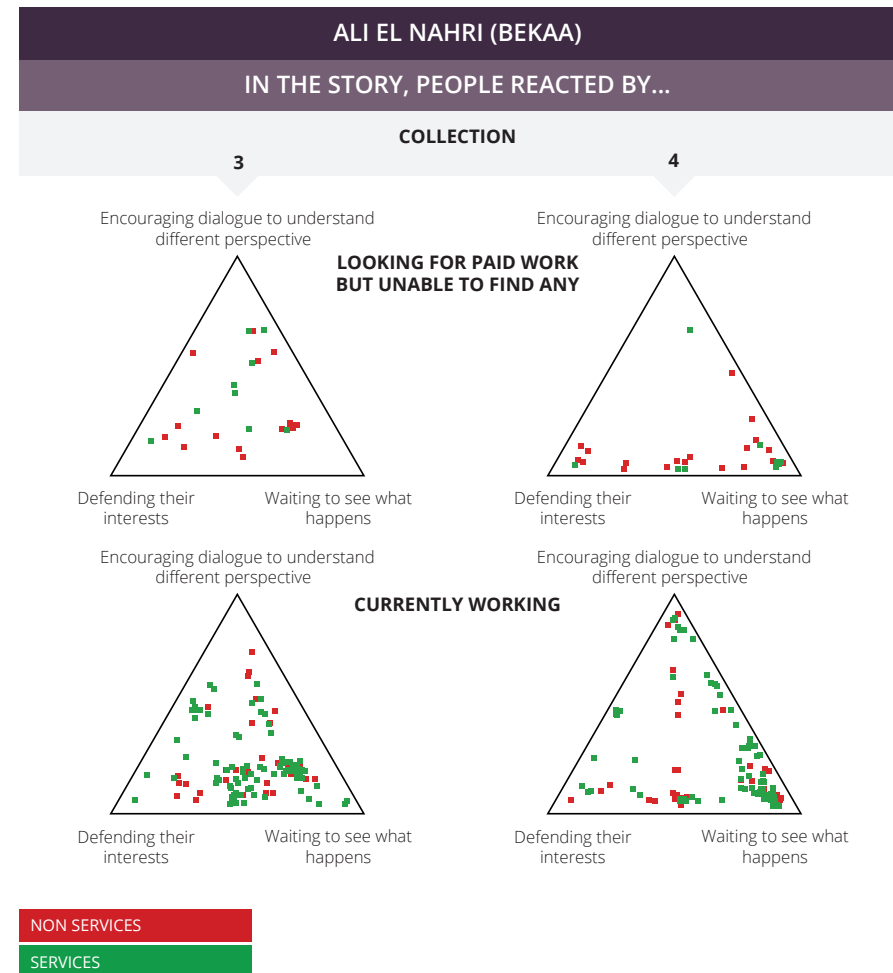 ALI EL NAHRI (BEKAA)
IN THE STORY, PEOPLE REACTED BY...
COLLECTION
3
4
Encouraging dialogue to understand
different perspective
Encouraging dialogue to understand
different perspective
LOOKING FOR PAID WORK
BUT UNABLE TO FIND ANY
Defending their
interests
Waiting to see what
happens
Defending their
interests
Waiting to see what
happens
Encouraging dialogue to understand
different perspective
Encouraging dialogue to understand
different perspective
CURRENTLY WORKING
Defending their
interests
Waiting to see what
happens
Defending their
interests
Waiting to see what
happens
NON SERVICES
SERVICES